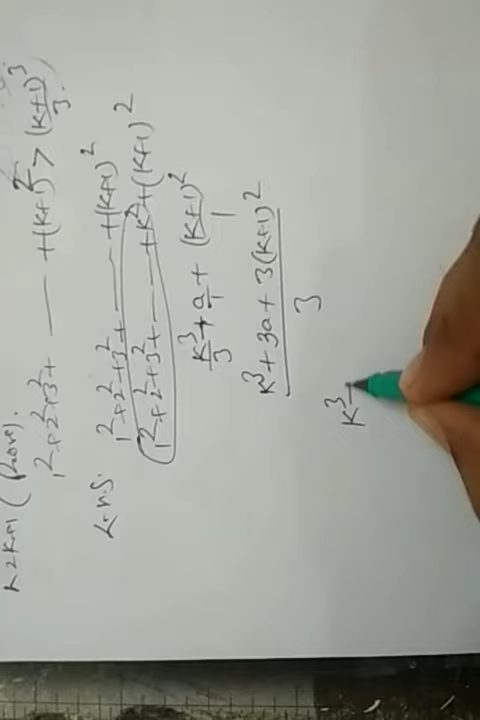 n=k+1 (Prove).
1²+2²+3²+ —— +(k+1)² > (k+1)³/3.
L.H.S. 1²+2²+3²+ —— +(k+1)²
1²+2²+3²+ —— +k²+(k+1)²
k³/3 + a/1 + (k+1)²/1
k³+3a+3(k+1)²
3
k³